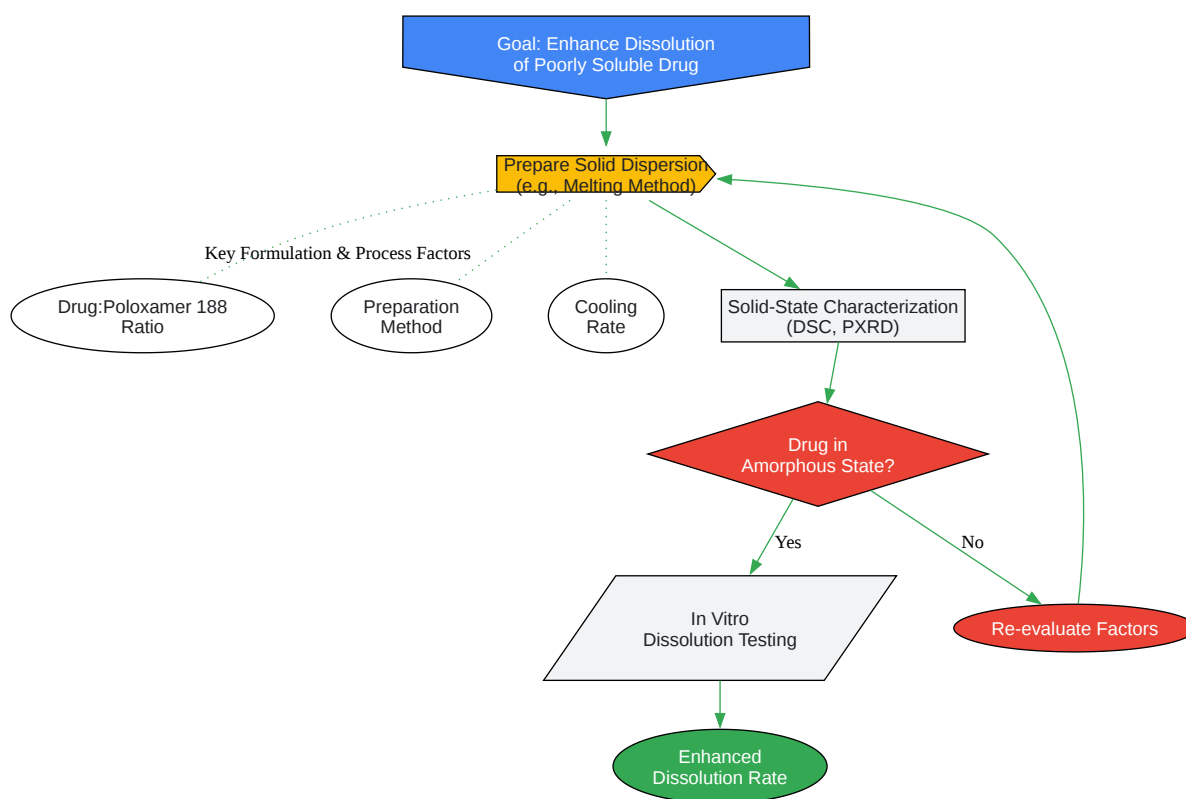 Goal: Enhance Dissolution
of Poorly Soluble Drug
Prepare Solid Dispersion
(e.g., Melting Method)
Key Formulation & Process Factors
Drug:Poloxamer 188
Ratio
Preparation
Method
Cooling
Rate
Solid-State Characterization
(DSC, PXRD)
Drug in
Amorphous State?
Yes
No
In Vitro
Dissolution Testing
Re-evaluate Factors
Enhanced
Dissolution Rate